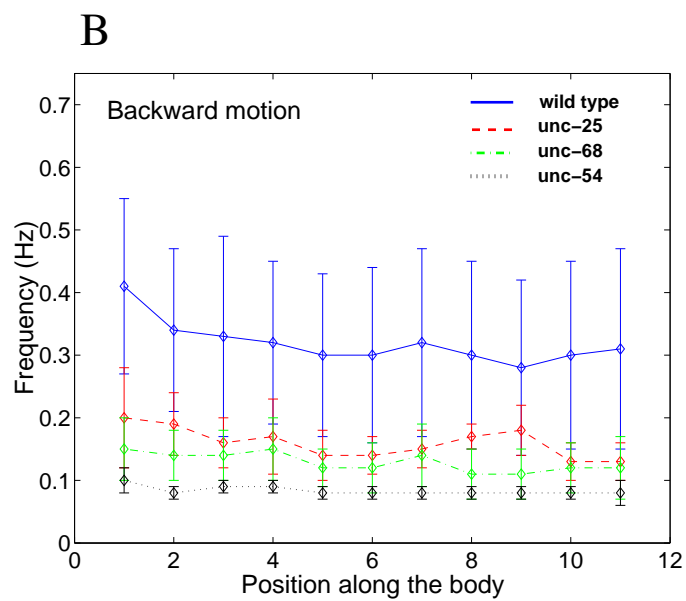 B
Backward motion
wild type
unc-25
unc-68
unc-54
Frequency (Hz)
0.7
0.6
0.5
0.4
0.3
0.2
0.1
0
0 2 4 6 8 10 12
Position along the body